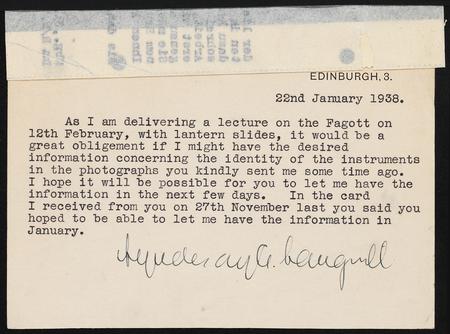 EDINBURGH, 3.
22nd January 1938.
As I am delivering a lecture on the Fagott on
12th February, with lantern slides, it would be a
great obligement if I might have the desired
information concerning the identity of the instruments
in the photographs you kindly sent me some time ago.
I hope it will be possible for you to let me have the
information in the next few days. In the card
I received from you on 27th November last you said you
hoped to be able to let me have the information in
January.